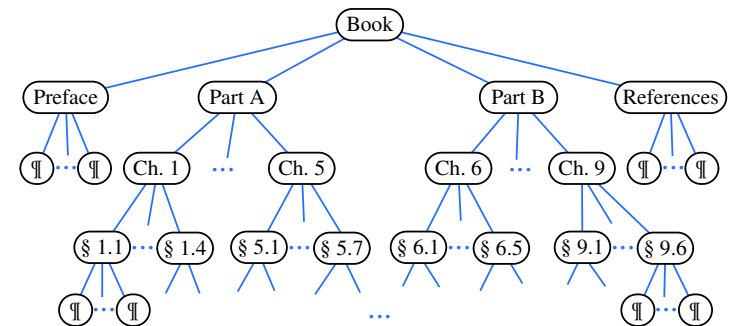 Book
Preface Part A Part B References
¶ ... ¶ Ch. 1 ... Ch. 5 Ch. 6 ... Ch. 9 ¶ ... ¶
§ 1.1 ... § 1.4 § 5.1 ... § 5.7 § 6.1 ... § 6.5 § 9.1 ... § 9.6
¶ ... ¶ ... ¶ ... ¶